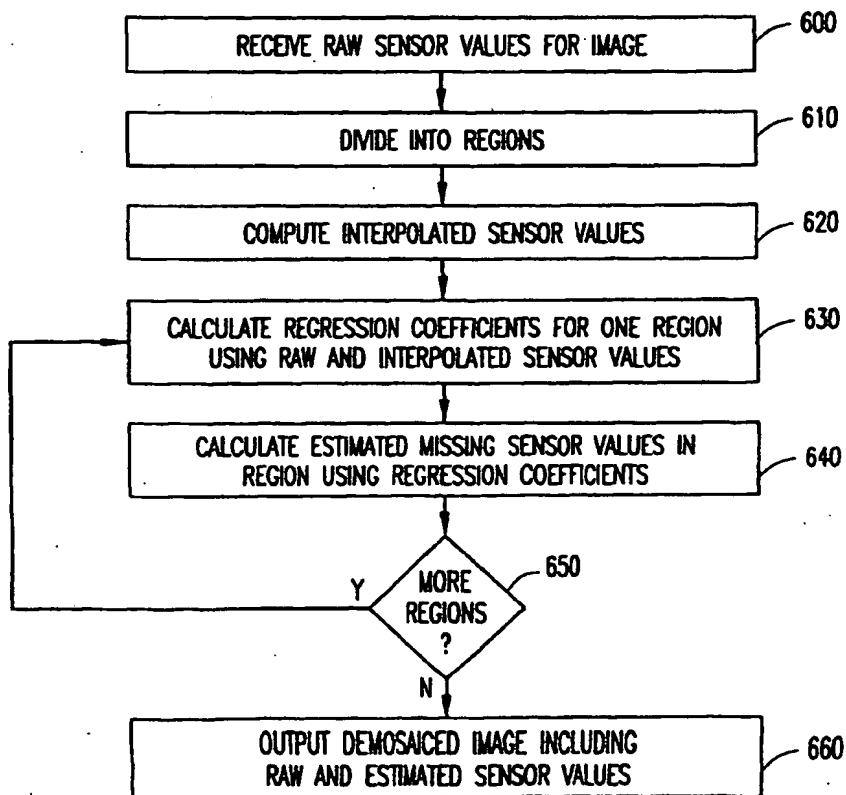 RECEIVE RAW SENSOR VALUES FOR IMAGE
600
DIVIDE INTO REGIONS
610
COMPUTE INTERPOLATED SENSOR VALUES
620
CALCULATE REGRESSION COEFFICIENTS FOR ONE REGION
USING RAW AND INTERPOLATED SENSOR VALUES
630
CALCULATE ESTIMATED MISSING SENSOR VALUES IN
REGION USING REGRESSION COEFFICIENTS
640
MORE
REGIONS
?
650
Y
N
OUTPUT DEMOSAICED IMAGE INCLUDING
RAW AND ESTIMATED SENSOR VALUES
660